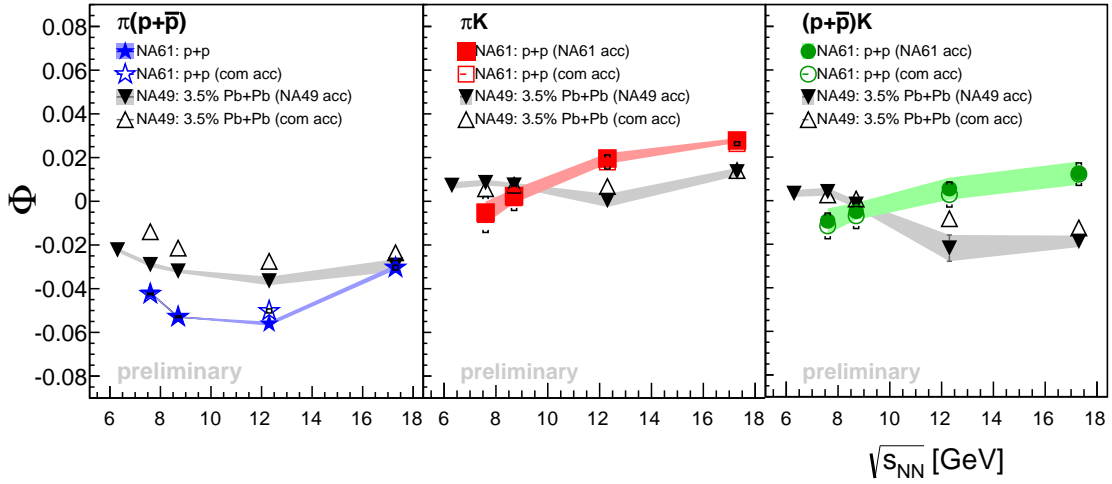 π(p+p̅)
NA61: p+p
NA61: p+p (com acc)
NA49: 3.5% Pb+Pb (NA49 acc)
NA49: 3.5% Pb+Pb (com acc)
πK
NA61: p+p (NA61 acc)
NA61: p+p (com acc)
NA49: 3.5% Pb+Pb (NA49 acc)
NA49: 3.5% Pb+Pb (com acc)
(p+p̅)K
NA61: p+p (NA61 acc)
NA61: p+p (com acc)
NA49: 3.5% Pb+Pb (NA49 acc)
NA49: 3.5% Pb+Pb (com acc)
Φ
0.08
0.06
0.04
0.02
0
-0.02
-0.04
-0.06
-0.08
preliminary
preliminary
preliminary
6 8 10 12 14 16 18
6 8 10 12 14 16 18
6 8 10 12 14 16 18
√sNN [GeV]